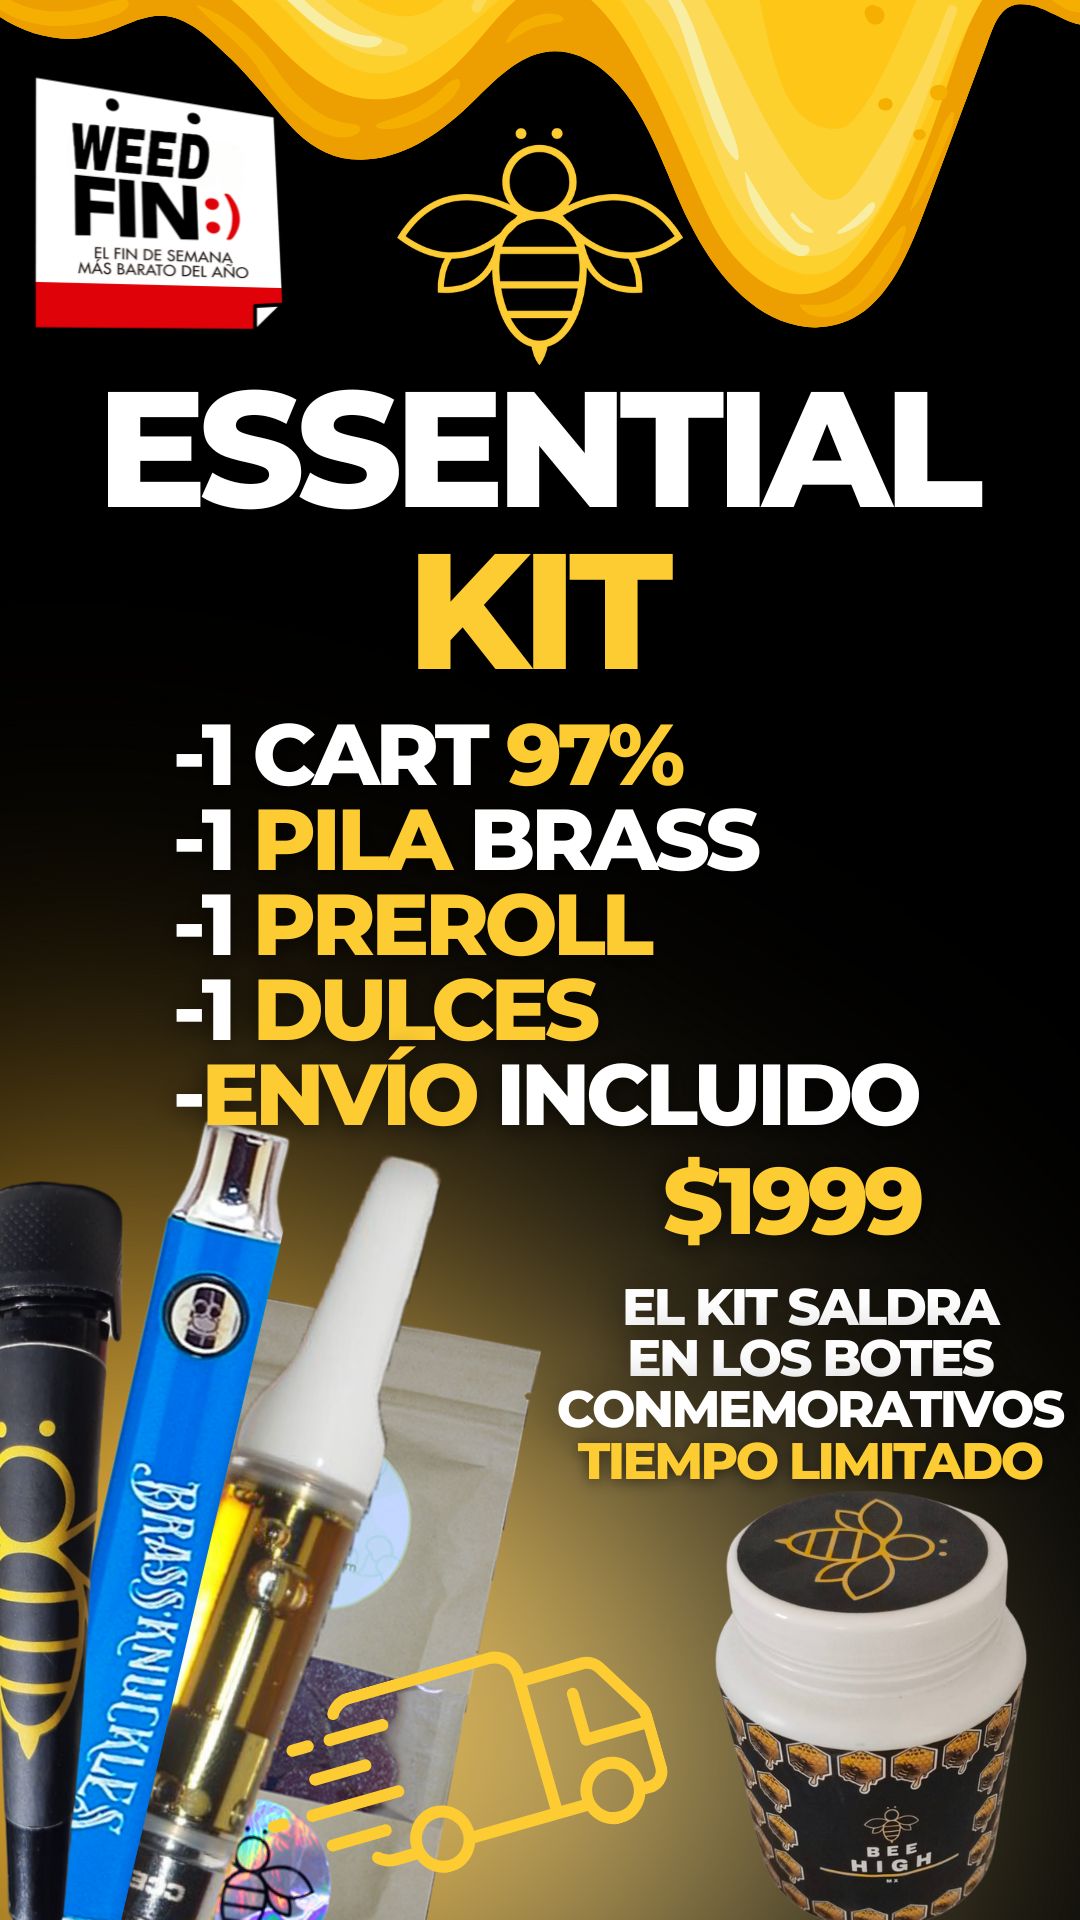 WEED
FIN:)
EL FIN DE SEMANA
MÁS BARATO DEL AÑO
ESSENTIAL
KIT
-1 CART 97%
-1 PILA BRASS
-1 PREROLL
-1 DULCES
-ENVÍO INCLUIDO
$1999
EL KIT SALDRA
EN LOS BOTES
CONMEMORATIVOS
TIEMPO LIMITADO
BRASS·KNUCKLES
BEE
HIGH
MX